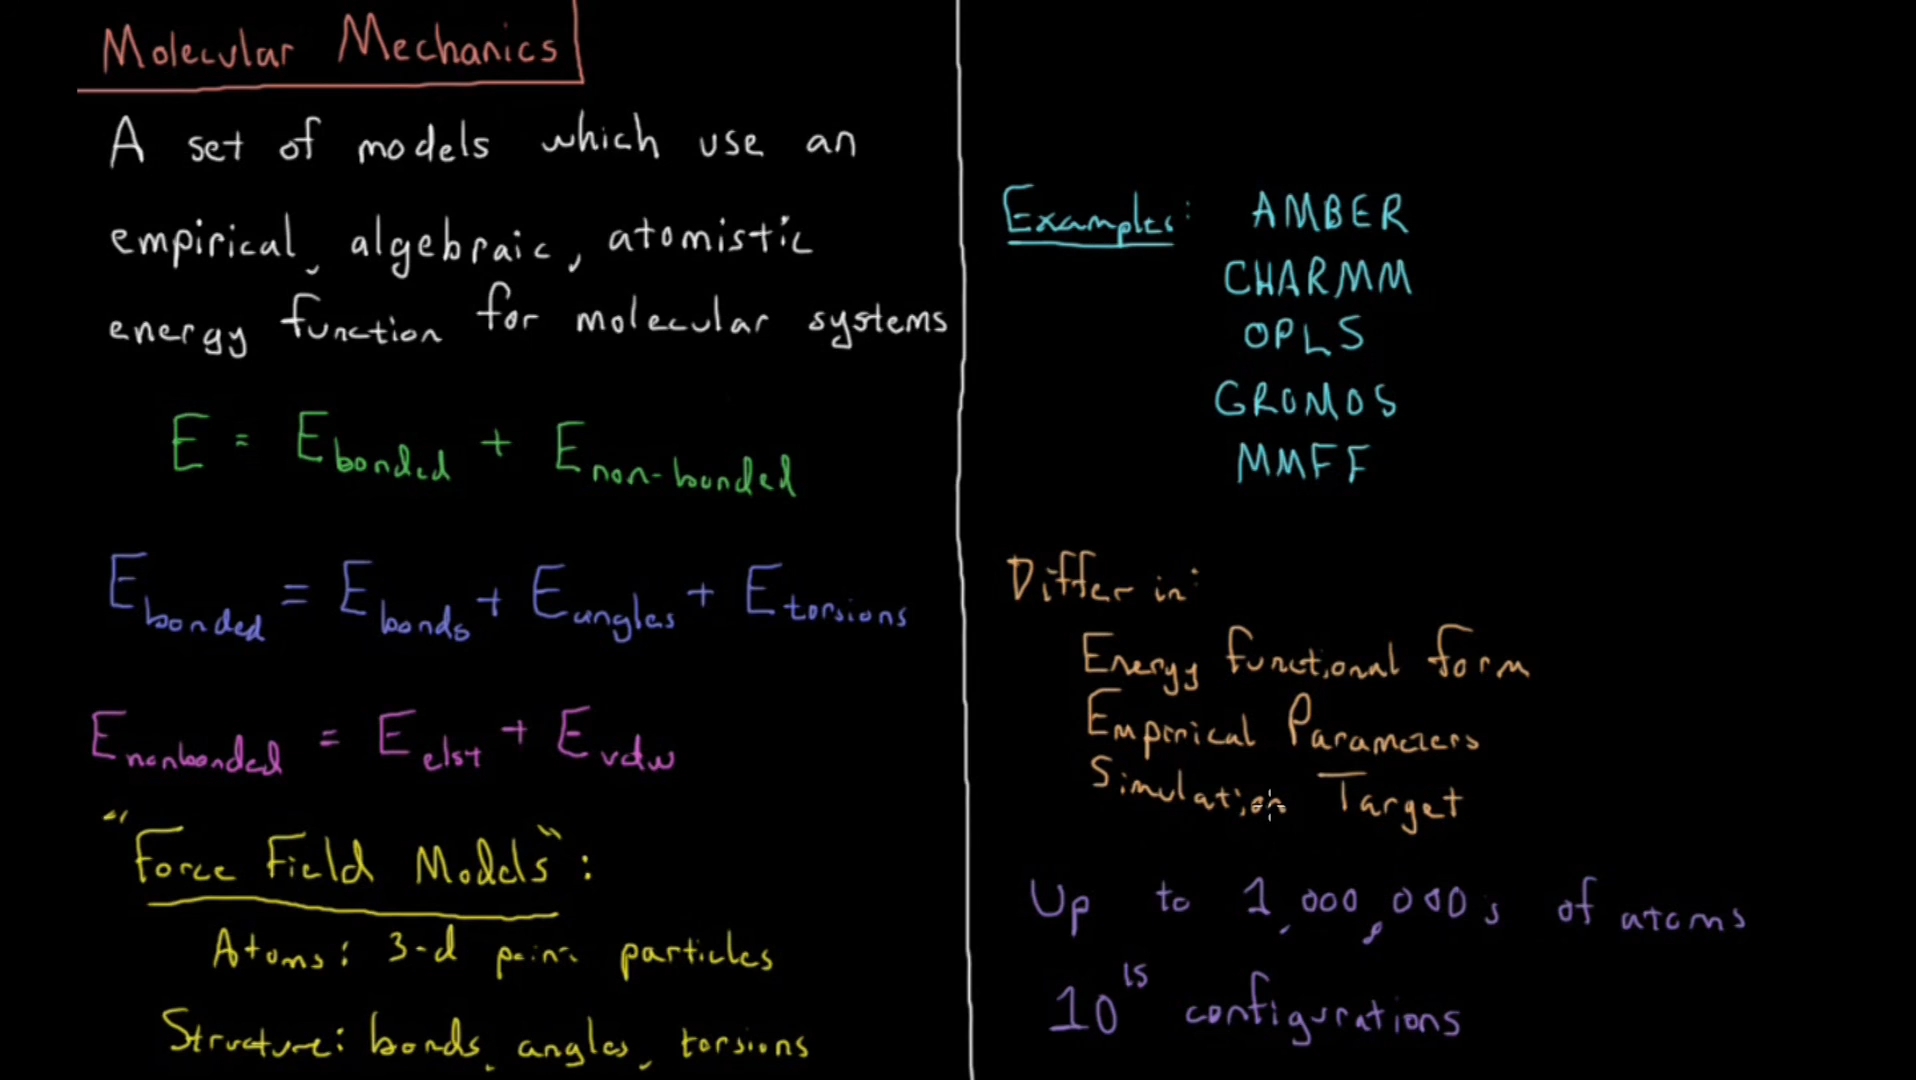 Molecular Mechanics
A set of models which use an
empirical, algebraic, atomistic
energy function for molecular systems
E = E bonded + E non-bonded
E bonded = E bonds + E angles + E torsions
E nonbonded = E elst + E vdw
"Force Field Models":
Atoms: 3-d point particles
Structure: bonds, angles, torsions
Examples: AMBER
CHARMM
OPLS
GROMOS
MMFF
Differ in:
Energy functional form
Empirical Parameters
Simulation Target
Up to 1,000,000s of atoms
10^15 configurations